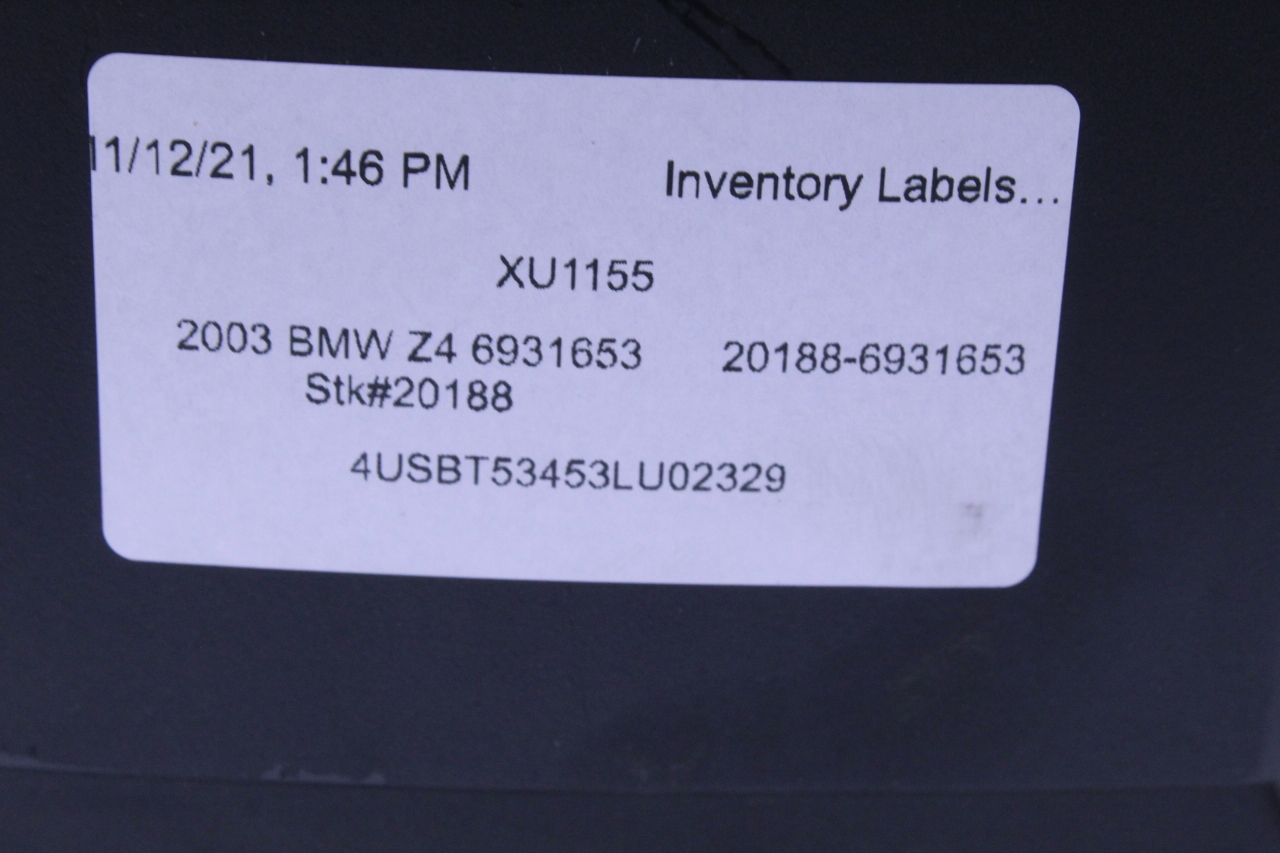 11/12/21, 1:46 PM Inventory Labels...
XU1155
2003 BMW Z4 6931653 20188-6931653
Stk#20188
4USBT53453LU02329